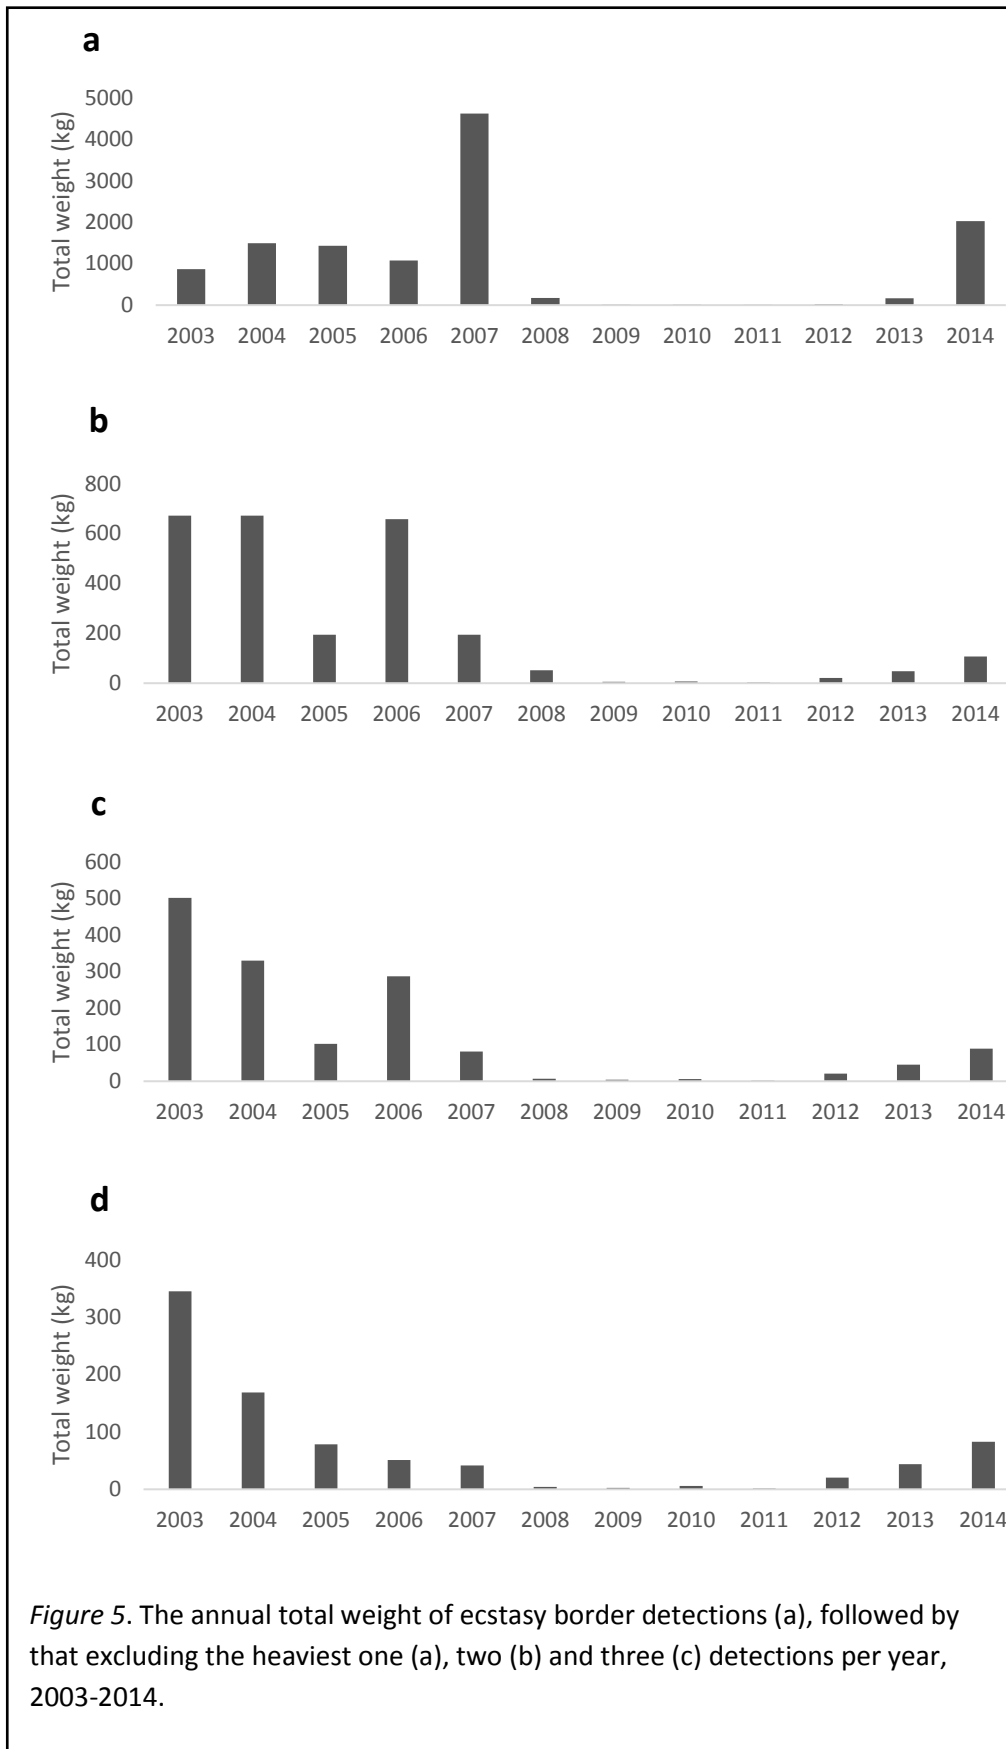 a
Total weight (kg)
5000
4000
3000
2000
1000
0
2003 2004 2005 2006 2007 2008 2009 2010 2011 2012 2013 2014
b
Total weight (kg)
800
600
400
200
0
2003 2004 2005 2006 2007 2008 2009 2010 2011 2012 2013 2014
c
Total weight (kg)
600
500
400
300
200
100
0
2003 2004 2005 2006 2007 2008 2009 2010 2011 2012 2013 2014
d
Total weight (kg)
400
300
200
100
0
2003 2004 2005 2006 2007 2008 2009 2010 2011 2012 2013 2014
Figure 5. The annual total weight of ecstasy border detections (a), followed by
that excluding the heaviest one (a), two (b) and three (c) detections per year,
2003-2014.